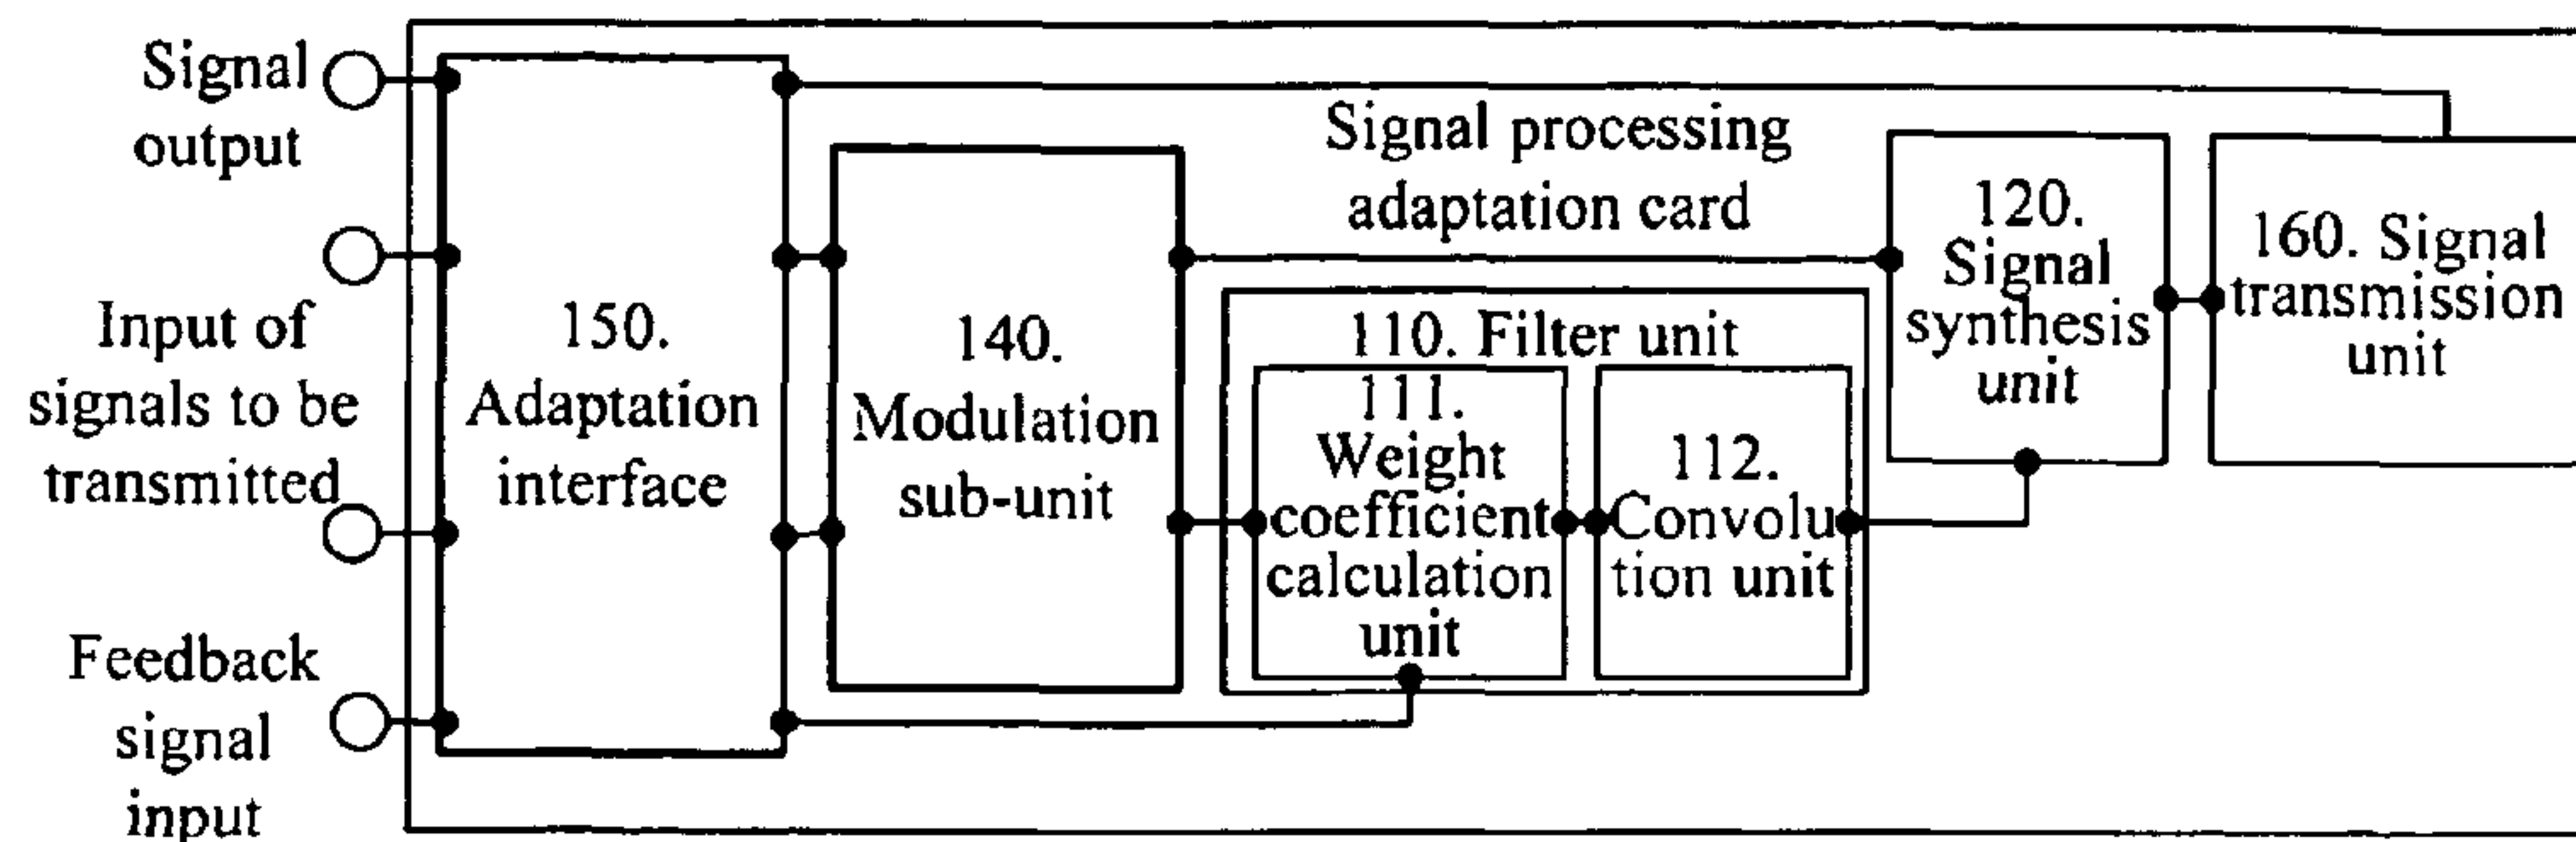 Signal
output
Input of
signals to be
transmitted
Feedback
signal
input
150.
Adaptation
interface
140.
Modulation
sub-unit
Signal processing
adaptation card
110. Filter unit
111.
Weight
coefficient
calculation
unit
112.
Convolu
tion unit
120.
Signal
synthesis
unit
160. Signal
transmission
unit